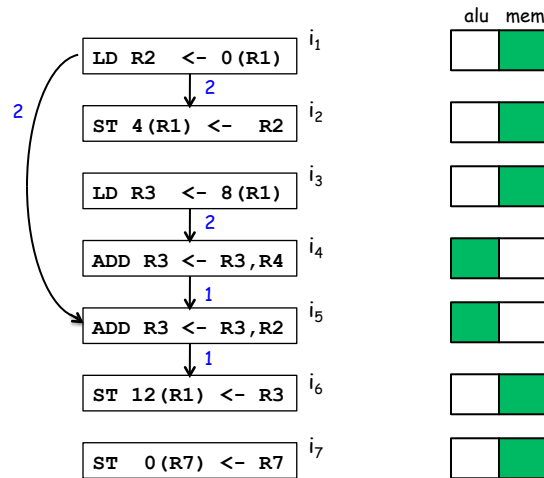 alu mem
LD R2 <- 0(R1) i1
2
2
ST 4(R1) <- R2 i2
LD R3 <- 8(R1) i3
2
ADD R3 <- R3,R4 i4
1
ADD R3 <- R3,R2 i5
1
ST 12(R1) <- R3 i6
ST 0(R7) <- R7 i7